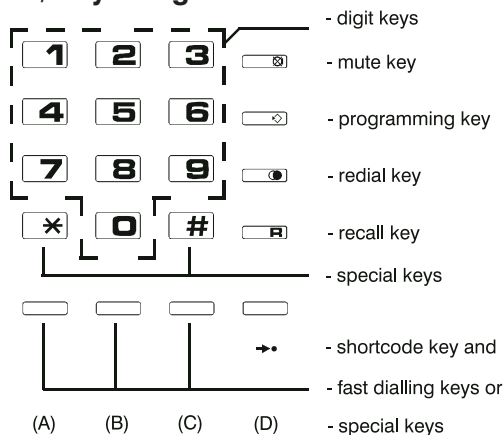 1 2 3
- digit keys
- mute key
4 5 6
- programming key
7 8 9
- redial key
* 0 # R
- recall key
- special keys
- shortcode key and
- fast dialling keys or
(A) (B) (C) (D)
- special keys